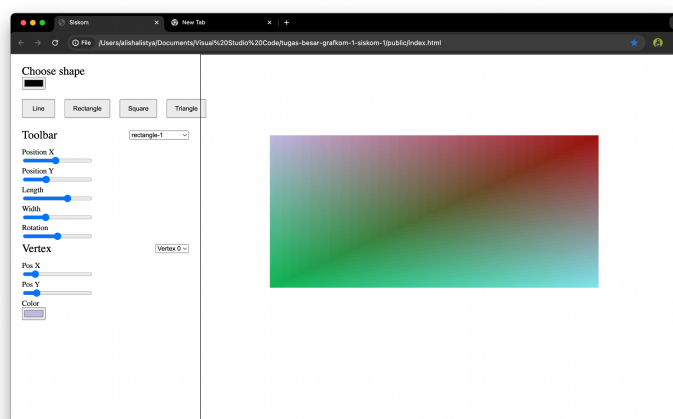 Siskom
New Tab
File /Users/alishalistya/Documents/Visual%20Studio%20Code/tugas-besar-grafkom-1-siskom-1/public/index.html
Choose shape
Line Rectangle Square Triangle
Toolbar rectangle-1
Position X
Position Y
Length
Width
Rotation
Vertex Vertex 0
Pos X
Pos Y
Color